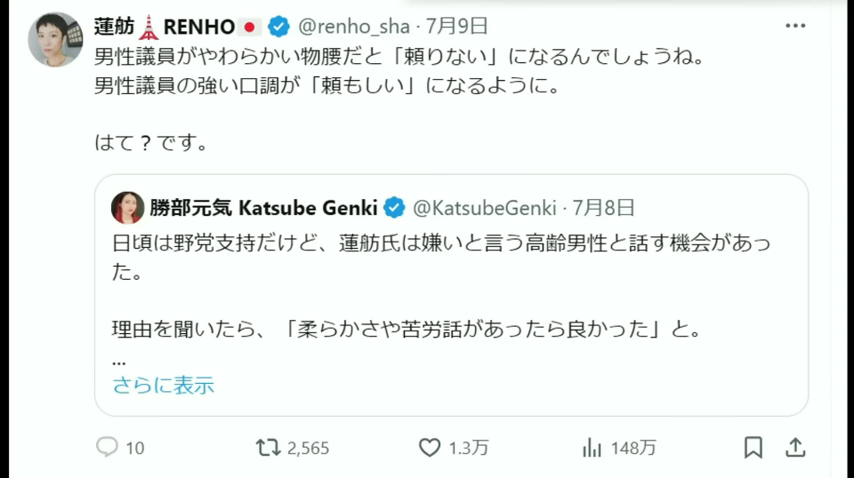 蓮舫🗼RENHO🇯🇵 @renho_sha · 7月9日
男性議員がやわらかい物腰だと「頼りない」になるんでしょうね。
男性議員の強い口調が「頼もしい」になるように。
はて？です。
勝部元気 Katsube Genki @KatsubeGenki · 7月8日
日頃は野党支持だけど、蓮舫氏は嫌いと言う高齢男性と話す機会があっ
た。
理由を聞いたら、「柔らかさや苦労話があったら良かった」と。
...
さらに表示
10 2,565 1.3万 148万